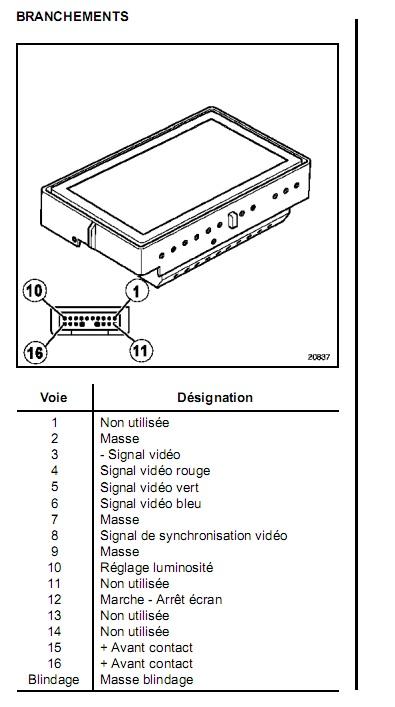 BRANCHEMENTS
10 1
16 11
20837
Voie Désignation
1 Non utilisée
2 Masse
3 - Signal vidéo
4 Signal vidéo rouge
5 Signal vidéo vert
6 Signal vidéo bleu
7 Masse
8 Signal de synchronisation vidéo
9 Masse
10 Réglage luminosité
11 Non utilisée
12 Marche - Arrêt écran
13 Non utilisée
14 Non utilisée
15 + Avant contact
16 + Avant contact
Blindage Masse blindage